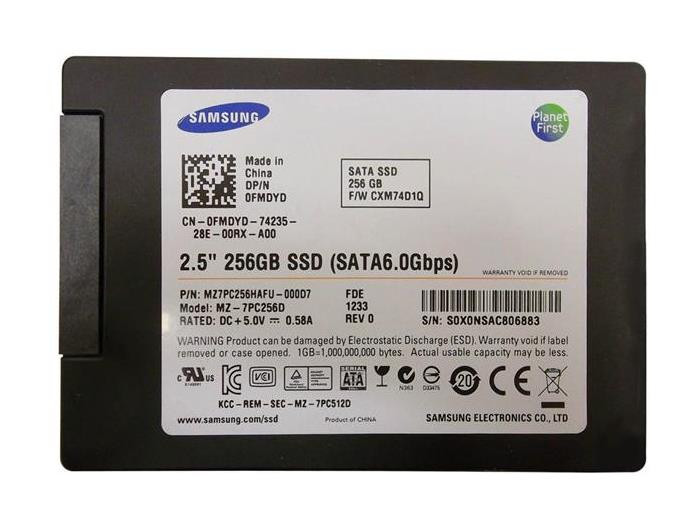 SAMSUNG
Planet
First
Made in
China
DP/N
0FMDYD
SATA SSD
256 GB
F/W CXM74D1Q
CN-0FMDYD-74235-
28E-00RX-A00
2.5" 256GB SSD (SATA6.0Gbps)
WARRANTY VOID IF REMOVED
P/N: MZ7PC256HAFU-000D7
FDE
Model: MZ-7PC256D
1233
RATED: DC+5.0V⎓ 0.58A
REV 0
S/N: S0X0NSAC806883
WARNING Product can be damaged by Electrostatic Discharge (ESD). Warranty void if label
removed or case opened. 1GB=1,000,000,000 bytes. Actual usable capacity may be less.
c RU us
VCI
SERIAL
ATA
N363
D33475
20
CE
KCC-REM-SEC-MZ-7PC512D
www.samsung.com/ssd
Product of CHINA
SAMSUNG ELECTRONICS CO., LTD